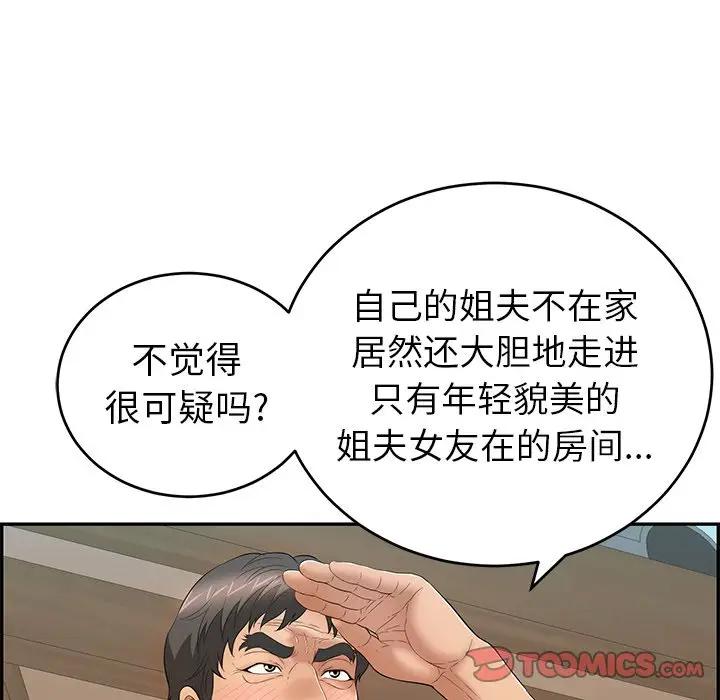 不觉得
很可疑吗?
自己的姐夫不在家
居然还大胆地走进
只有年轻貌美的
姐夫女友在的房间...
TOOMICS.COM